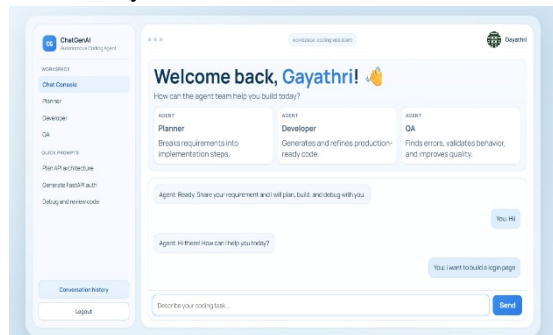 CG
ChatGenAI
Autonomous Coding Agent
WORKSPACE
Chat Console
Planner
Developer
QA
QUICK PROMPTS
Plan API architecture
Generate FastAPI auth
Debug and review code
Conversation history
Logout
workspace: coding assistant
Gayathri
Welcome back, Gayathri! 👋
How can the agent team help you build today?
AGENT
Planner
Breaks requirements into
implementation steps.
AGENT
Developer
Generates and refines production-
ready code.
AGENT
QA
Finds errors, validates behavior,
and improves quality.
Agent: Ready. Share your requirement and I will plan, build, and debug with you.
You: Hi
Agent: Hi there! How can I help you today?
You: I want to build a login page
Describe your coding task...
Send